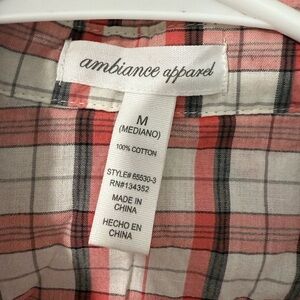 ambiance apparel
M
(MEDIANO)
100% COTTON
STYLE# 65530-3
RN#134352
MADE IN
CHINA
HECHO EN
CHINA